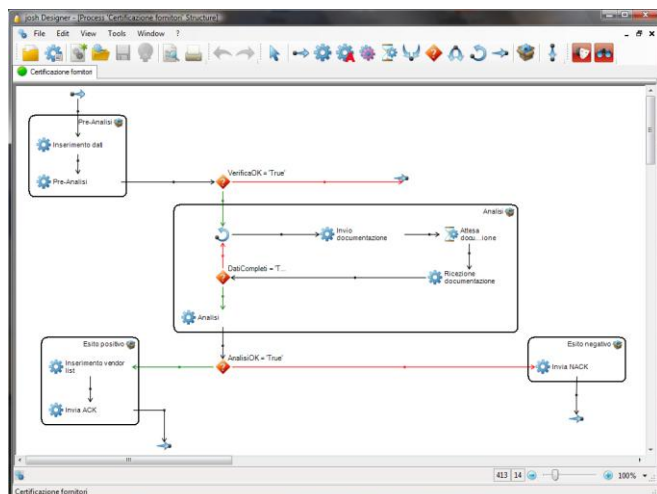 josh Designer - [Process 'Certificazione fornitori' Structure]
File Edit View Tools Window ?
Certificazione fornitori
Pre-Analisi
Inserimento dati
Pre-Analisi
VerificaOK = 'True'
Analisi
Invio
documentazione
Attesa
docu...ione
DatiCompleti = 'T...
Ricezione
documentazione
Analisi
Esito positivo
AnalisiOK = 'True'
Esito negativo
Inserimento vendor
list
Invia NACK
Invia ACK
413 14 100%
Certificazione fornitori